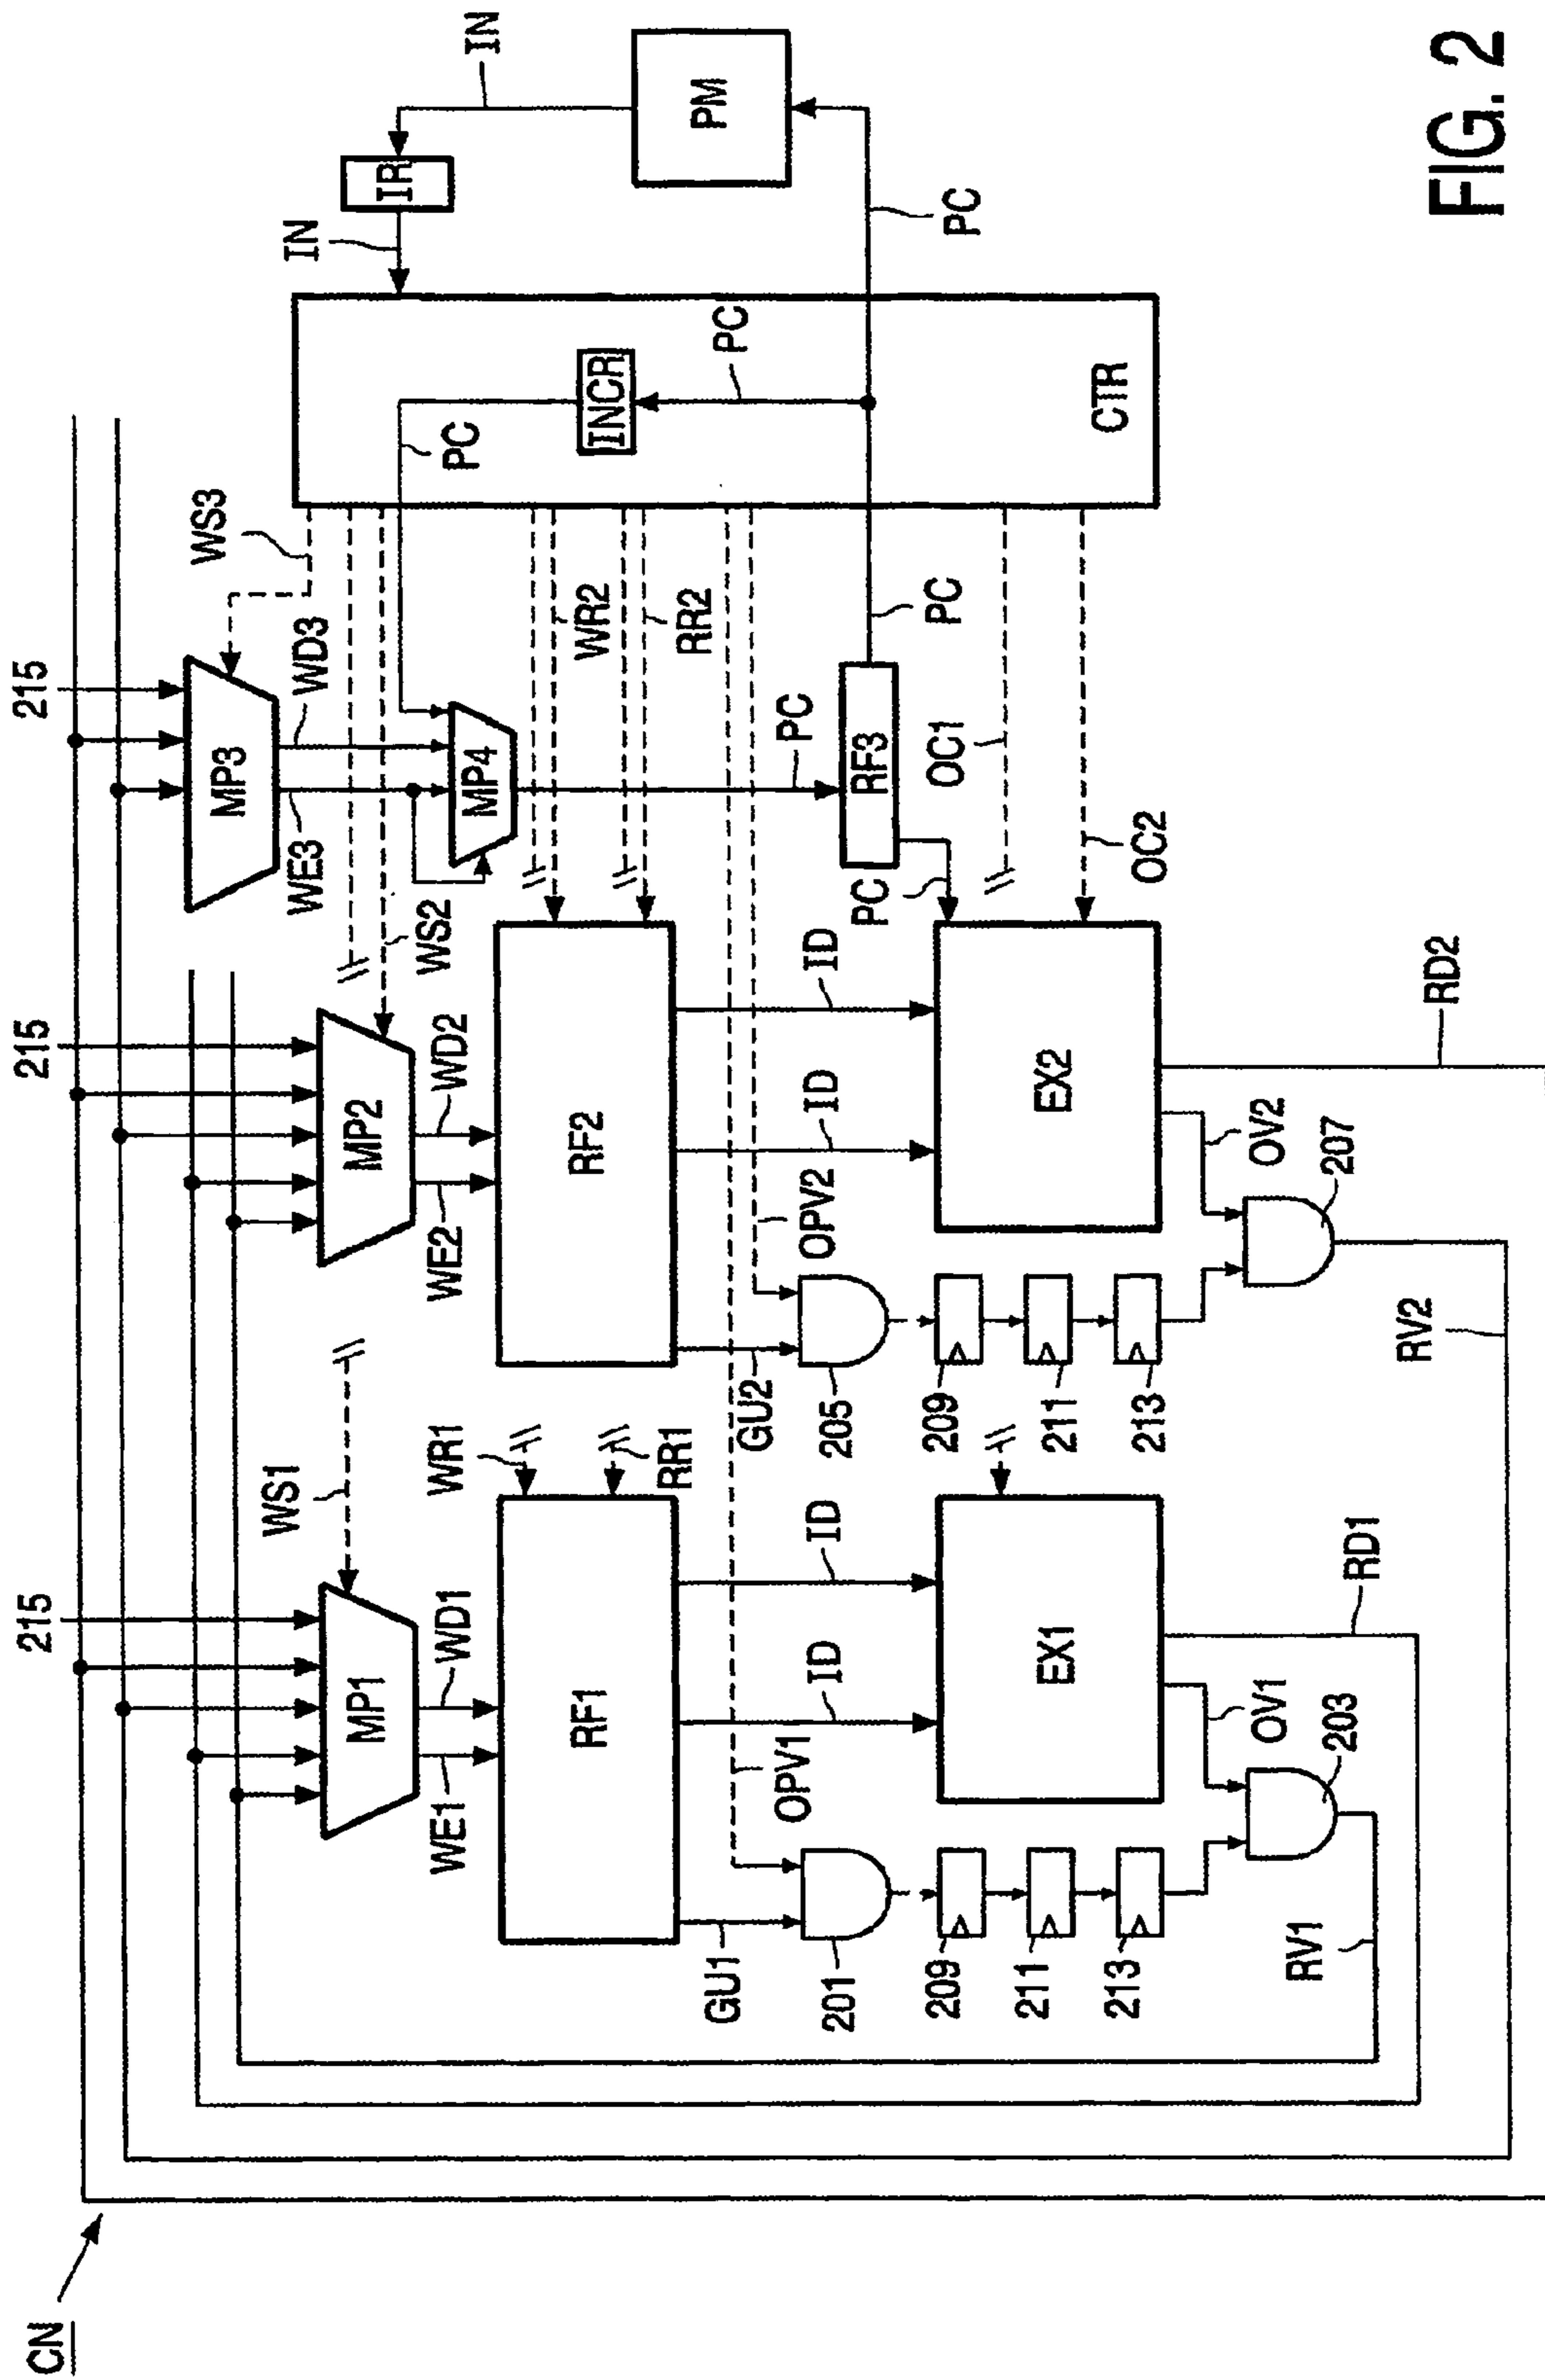 CN
215
215
215
MP1
WS1
WD1
WE1
MP2
WS2
WD2
WE2
MP3
WS3
WD3
WE3
MP4
PC
IN
IR
IN
PM
PC
INCR
PC
CTR
WR1
RR1
RF1
WR2
RR2
RF2
PC
RF3
PC
PC
GU1
OPV1
ID
ID
GU2
OPV2
ID
ID
OC1
OC2
201
209
211
213
EX1
OV1
203
RD1
RV1
205
209
211
213
EX2
OV2
207
RD2
RV2
FIG. 2